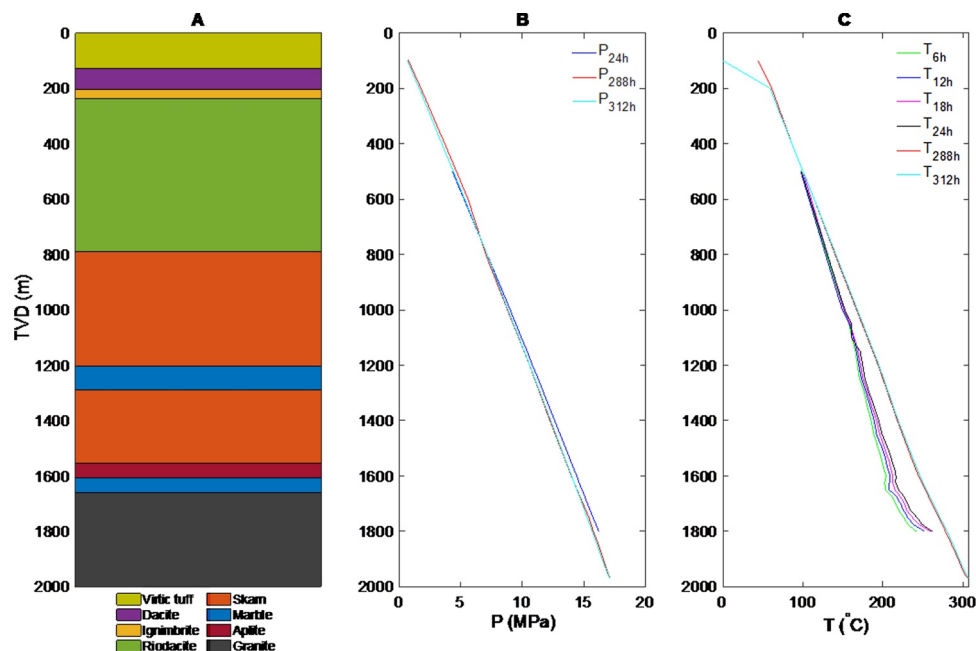 A
B
C
0
200
400
600
800
1000
1200
1400
1600
1800
2000
TVD (m)
Virtic tuff
Skarn
Dacite
Marble
Ignimbrite
Aplite
Riodacite
Granite
0
200
400
600
800
1000
1200
1400
1600
1800
2000
P24h
P288h
P312h
0 5 10 15 20
P (MPa)
0
200
400
600
800
1000
1200
1400
1600
1800
2000
T6h
T12h
T18h
T24h
T288h
T312h
0 100 200 300
T (°C)